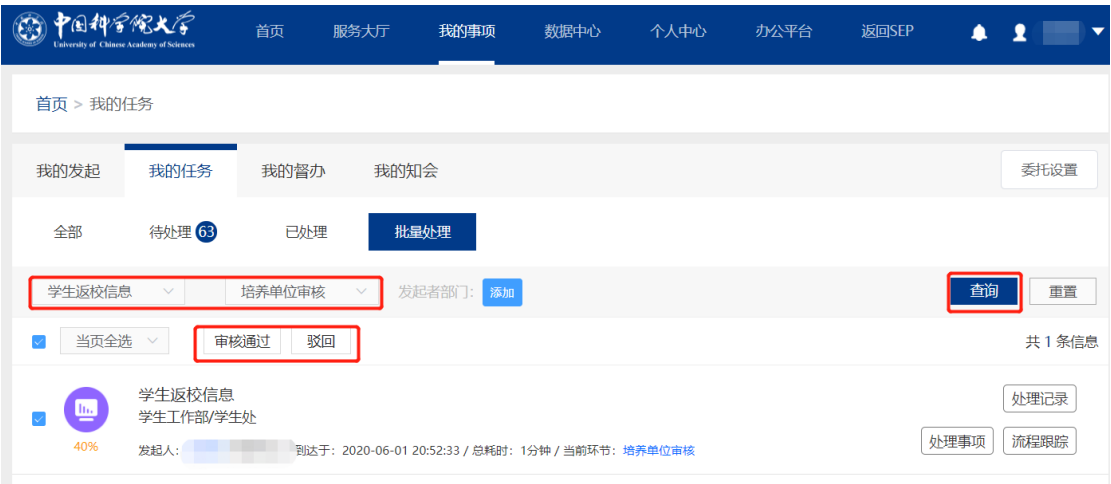 中国科学院大学
University of Chinese Academy of Sciences
首页 服务大厅 我的事项 数据中心 个人中心 办公平台 返回SEP
首页 > 我的任务
我的发起 我的任务 我的督办 我的知会 委托设置
全部 待处理 63 已处理 批量处理
学生返校信息 培养单位审核 发起者部门: 添加 查询 重置
当页全选 审核通过 驳回 共 1 条信息
学生返校信息 处理记录
学生工作部/学生处
40% 发起人: 到达于: 2020-06-01 20:52:33 / 总耗时: 1分钟 / 当前环节: 培养单位审核 处理事项 流程跟踪